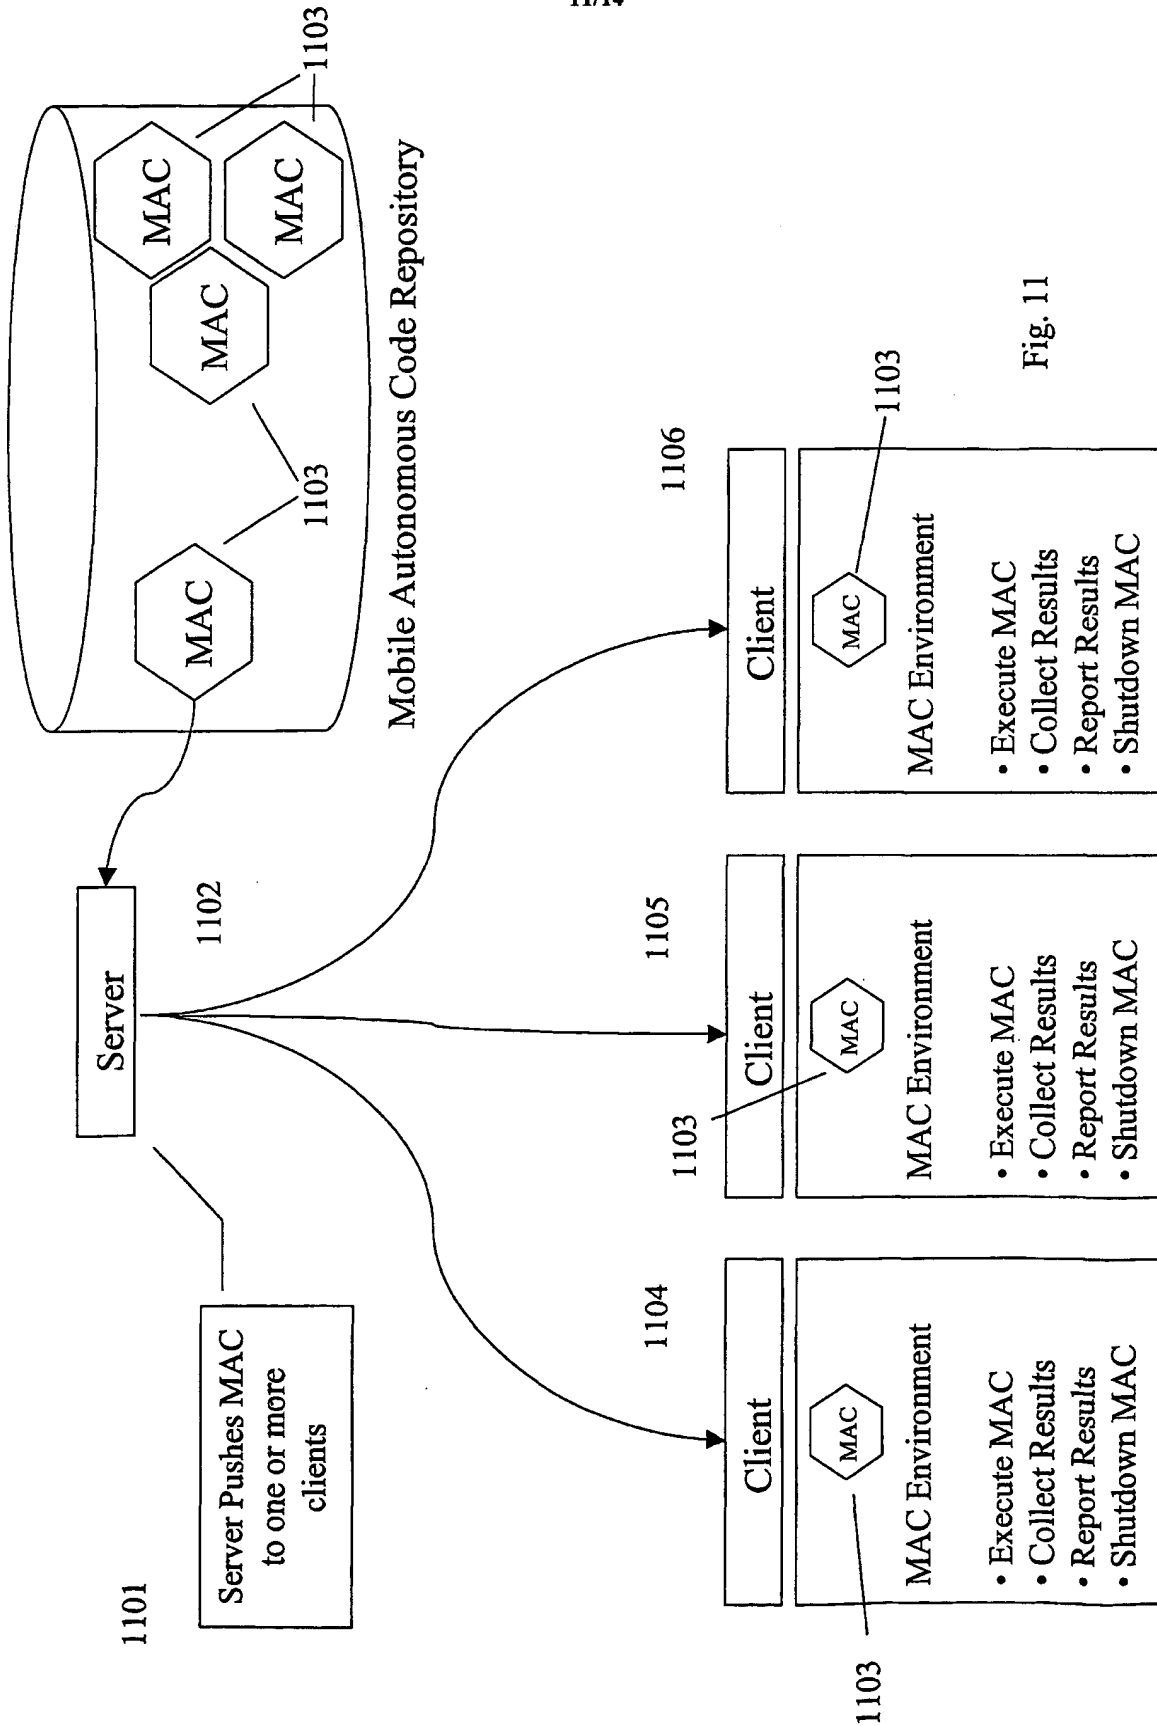 11/14
1101
Server Pushes MAC
to one or more
clients
Server
1102
MAC
MAC
MAC
MAC
1103
1103
Mobile Autonomous Code Repository
1104
Client
MAC
1103
MAC Environment
• Execute MAC
• Collect Results
• Report Results
• Shutdown MAC
1105
Client
1103
MAC
MAC Environment
• Execute MAC
• Collect Results
• Report Results
• Shutdown MAC
1106
Client
MAC
1103
MAC Environment
• Execute MAC
• Collect Results
• Report Results
• Shutdown MAC
Fig. 11